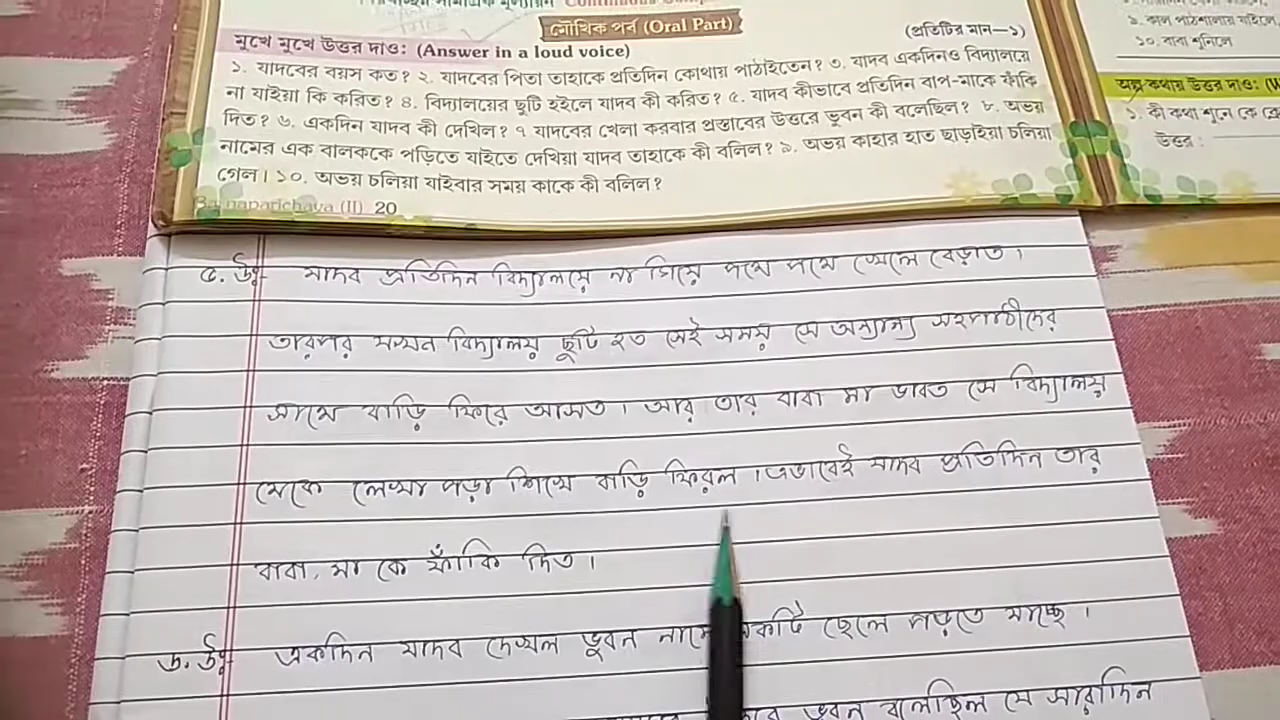 Continuous
মৌখিক পর্ব (Oral Part)
মুখে মুখে উত্তর দাও: (Answer in a loud voice) (প্রতিটির মান—১)
১. যাদবের বয়স কত? ২. যাদবের পিতা তাহাকে প্রতিদিন কোথায় পাঠাইতেন? ৩. যাদব একদিনও বিদ্যালয়ে
না যাইয়া কি করিত? ৪. বিদ্যালয়ের ছুটি হইলে যাদব কী করিত? ৫. যাদব কীভাবে প্রতিদিন বাপ-মাকে ফাঁকি
দিত? ৬. একদিন যাদব কী দেখিল? ৭ যাদবের খেলা করবার প্রস্তাবের উত্তরে ভুবন কী বলেছিল? ৮. অভয়
নামের এক বালককে পড়িতে যাইতে দেখিয়া যাদব তাহাকে কী বলিল? ৯. অভয় কাহার হাত ছাড়াইয়া চলিয়া
গেল। ১০. অভয় চলিয়া যাইবার সময় কাকে কী বলিল?
Barnaparichaya (II) 20
৯. কাল পাঠশালায় যাইলে
১০. বাবা শুনিলে
অল্প কথায় উত্তর দাও: (W
১. কী কথা শুনে কে
উত্তর :
৫. উঃ যাদব প্রতিদিন বিদ্যালয়ে না গিয়ে পথে পথে খেলে বেড়াত।
তারপর যখন বিদ্যালয় ছুটি হত সেই সময় সে অন্যান্য সহপাঠীদের
সাথে বাড়ি ফিরে আসত। আর তার বাবা মা ভাবত সে বিদ্যালয়
থেকে লেখা পড়া শিখে বাড়ি ফিরল। এভাবেই যাদব প্রতিদিন তার
বাবা, মা কে ফাঁকি দিত।
৬. উঃ একদিন যাদব দেখল ভুবন নামে একটি ছেলে পড়তে যাচ্ছে।
ভুবন বলেছিল যে সারাদিন